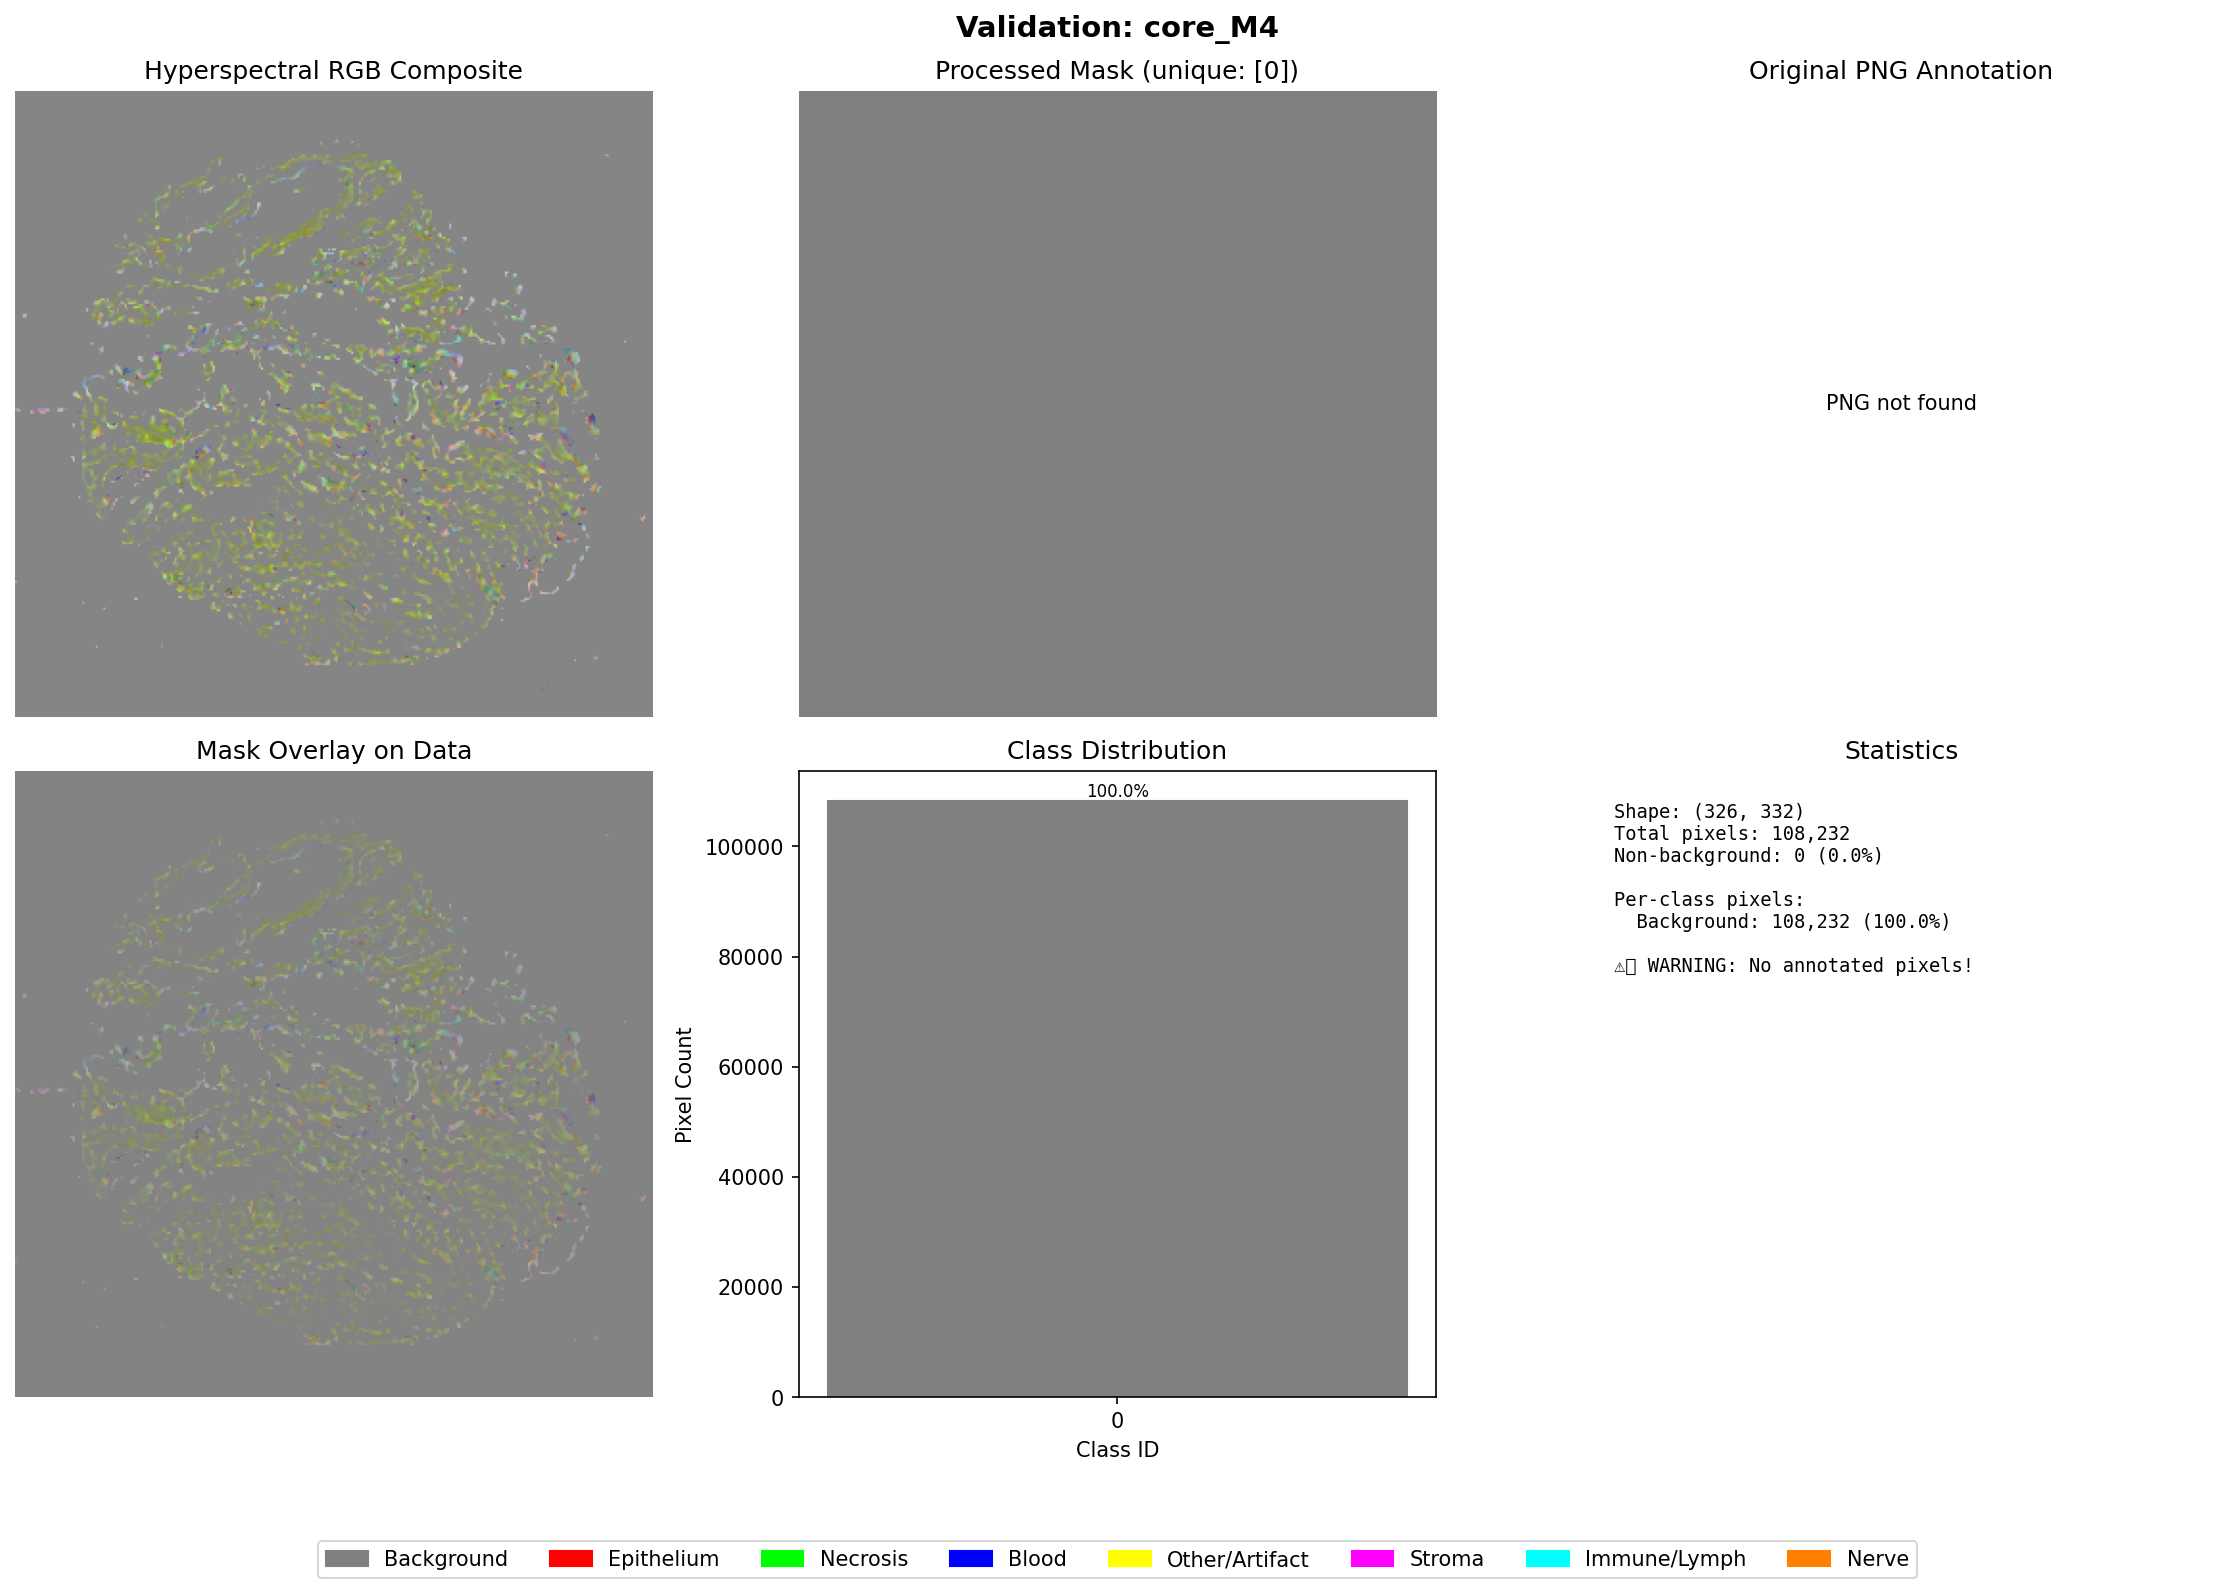 Validation: core_M4
Hyperspectral RGB Composite
Processed Mask (unique: [0])
Original PNG Annotation
PNG not found
Mask Overlay on Data
Class Distribution
Statistics
100.0%
100000
80000
60000
40000
20000
0
Pixel Count
0
Class ID
Shape: (326, 332)
Total pixels: 108,232
Non-background: 0 (0.0%)
Per-class pixels:
Background: 108,232 (100.0%)
⚠▯ WARNING: No annotated pixels!
Background Epithelium Necrosis Blood Other/Artifact Stroma Immune/Lymph Nerve